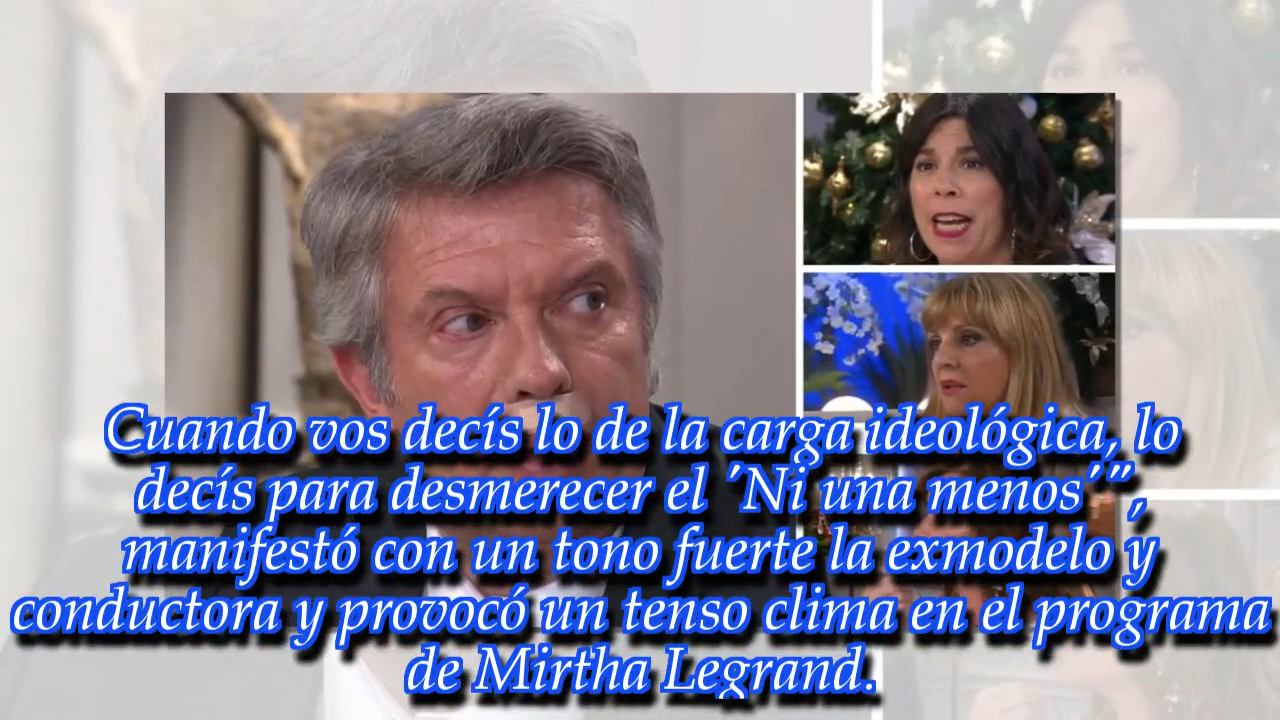 Cuando vos decís lo de la carga ideológica, lo
decís para desmerecer el ´Ni una menos´”,
manifestó con un tono fuerte la exmodelo y
conductora y provocó un tenso clima en el programa
de Mirtha Legrand.